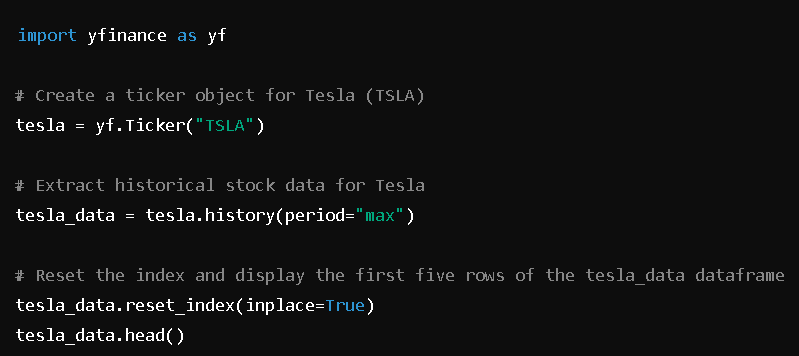 import yfinance as yf
# Create a ticker object for Tesla (TSLA)
tesla = yf.Ticker("TSLA")
# Extract historical stock data for Tesla
tesla_data = tesla.history(period="max")
# Reset the index and display the first five rows of the tesla_data dataframe
tesla_data.reset_index(inplace=True)
tesla_data.head()